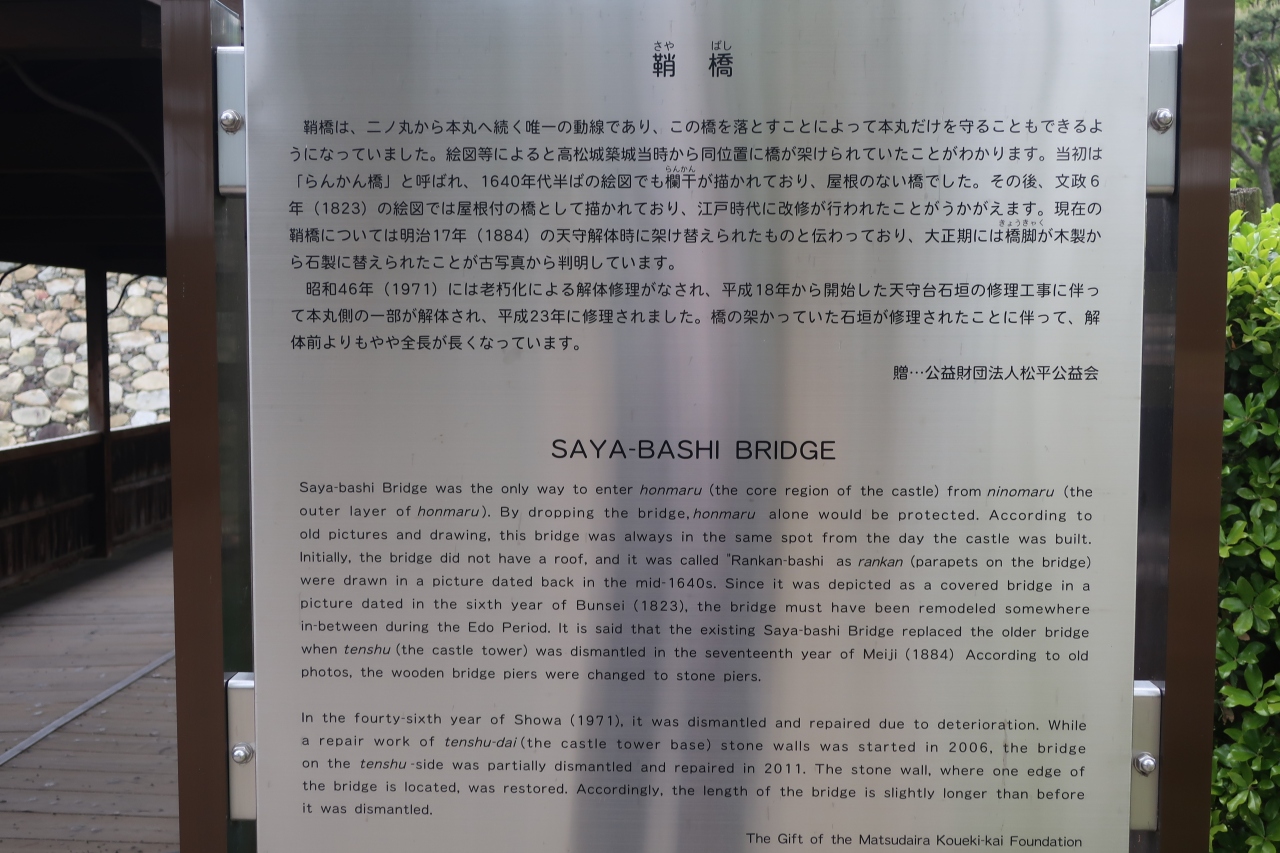 さや ばし
鞘 橋
鞘橋は、二ノ丸から本丸へ続く唯一の動線であり、この橋を落とすことによって本丸だけを守ることもできるよ
うになっていました。絵図等によると高松城築城当時から同位置に橋が架けられていたことがわかります。当初は
らんかん
「らんかん橋」と呼ばれ、1640年代半ばの絵図でも欄干が描かれており、屋根のない橋でした。その後、文政6
年（1823）の絵図では屋根付の橋として描かれており、江戸時代に改修が行われたことがうかがえます。現在の
きょうきゃく
鞘橋については明治17年（1884）の天守解体時に架け替えられたものと伝わっており、大正期には橋脚が木製か
ら石製に替えられたことが古写真から判明しています。
昭和46年（1971）には老朽化による解体修理がなされ、平成18年から開始した天守台石垣の修理工事に伴っ
て本丸側の一部が解体され、平成23年に修理されました。橋の架かっていた石垣が修理されたことに伴って、解
体前よりもやや全長が長くなっています。
贈…公益財団法人松平公益会
SAYA-BASHI BRIDGE
Saya-bashi Bridge was the only way to enter honmaru (the core region of the castle) from ninomaru (the
outer layer of honmaru). By dropping the bridge, honmaru alone would be protected. According to
old pictures and drawing, this bridge was always in the same spot from the day the castle was built.
Initially, the bridge did not have a roof, and it was called "Rankan-bashi as rankan (parapets on the bridge)
were drawn in a picture dated back in the mid-1640s. Since it was depicted as a covered bridge in a
picture dated in the sixth year of Bunsei (1823), the bridge must have been remodeled somewhere
in-between during the Edo Period. It is said that the existing Saya-bashi Bridge replaced the older bridge
when tenshu (the castle tower) was dismantled in the seventeenth year of Meiji (1884) According to old
photos, the wooden bridge piers were changed to stone piers.
In the fourty-sixth year of Showa (1971), it was dismantled and repaired due to deterioration. While
a repair work of tenshu-dai (the castle tower base) stone walls was started in 2006, the bridge
on the tenshu-side was partially dismantled and repaired in 2011. The stone wall, where one edge of
the bridge is located, was restored. Accordingly, the length of the bridge is slightly longer than before
it was dismantled.
The Gift of the Matsudaira Koueki-kai Foundation